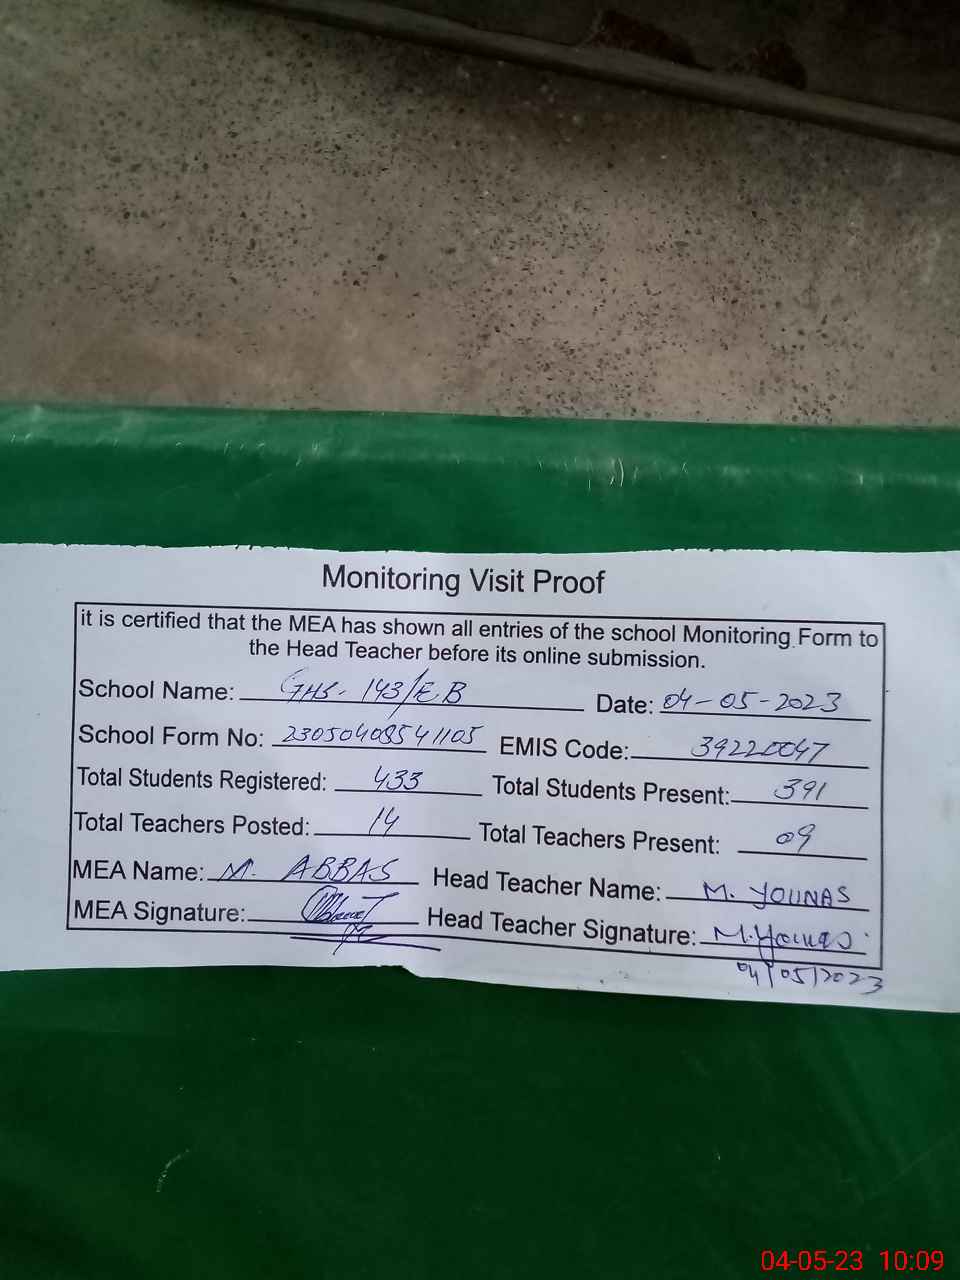 Monitoring Visit Proof
it is certified that the MEA has shown all entries of the school Monitoring Form to
the Head Teacher before its online submission.
School Name: GHS. 143/E.B Date: 04-05-2023
School Form No: 23050408541105 EMIS Code: 39220047
Total Students Registered: 433 Total Students Present: 391
Total Teachers Posted: 14 Total Teachers Present: 09
MEA Name: M. ABBAS Head Teacher Name: M. YOUNAS
MEA Signature: Head Teacher Signature: M.Younas
04/05/2023
04-05-23 10:09